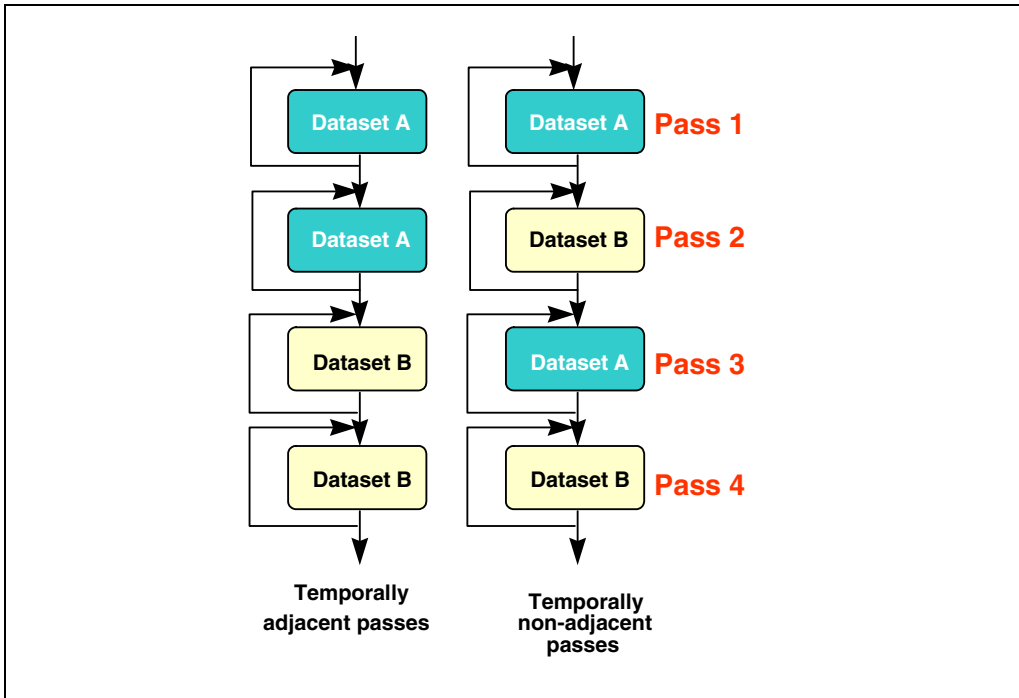 Dataset A
Dataset A
Pass 1
Dataset A
Dataset B
Pass 2
Dataset B
Dataset A
Pass 3
Dataset B
Dataset B
Pass 4
Temporally
adjacent passes
Temporally
non-adjacent
passes